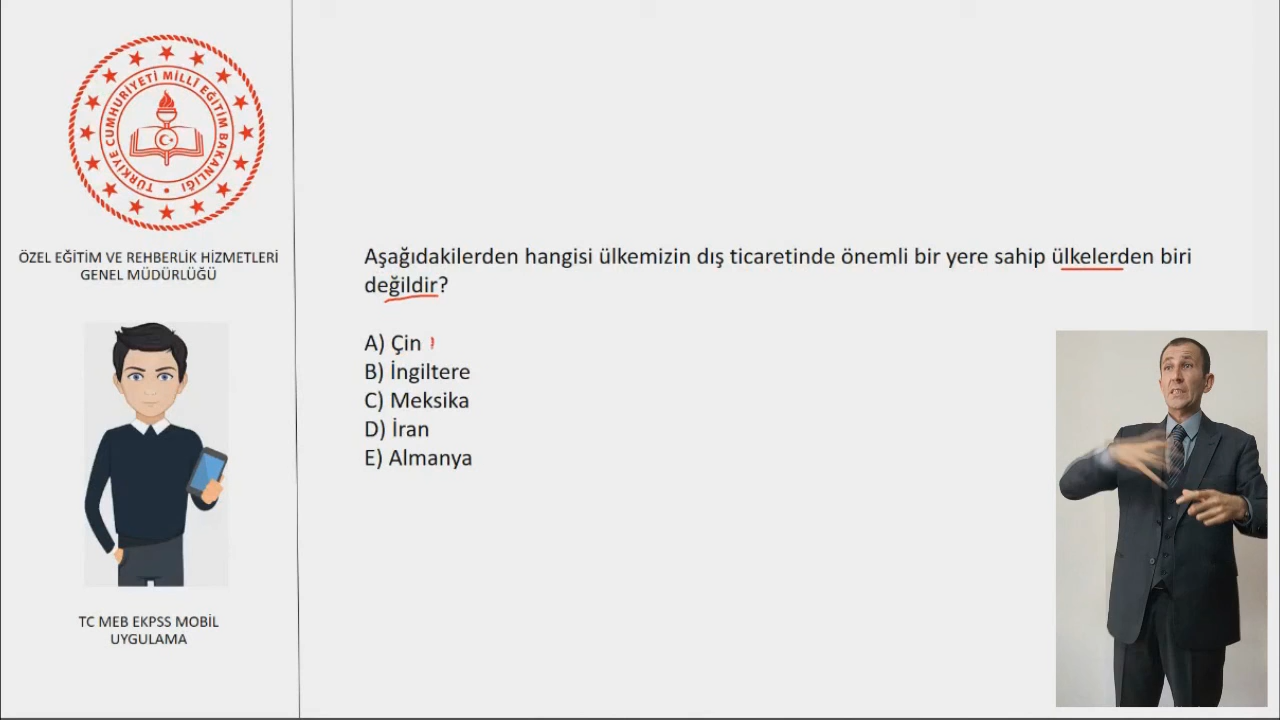 TÜRKİYE CUMHURİYETİ MİLLÎ EĞİTİM BAKANLIĞI
ÖZEL EĞİTİM VE REHBERLİK HİZMETLERİ
GENEL MÜDÜRLÜĞÜ
TC MEB EKPSS MOBİL
UYGULAMA
Aşağıdakilerden hangisi ülkemizin dış ticaretinde önemli bir yere sahip ülkelerden biri
değildir?
A) Çin
B) İngiltere
C) Meksika
D) İran
E) Almanya